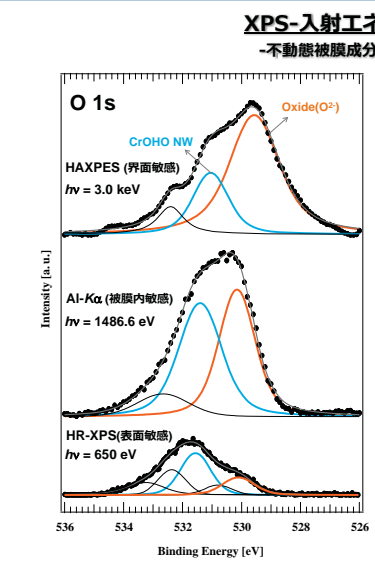 XPS-入射エネ
-不動態被膜成分
O 1s
Oxide(O²⁻)
CrOHO NW
HAXPES (界面敏感)
hν = 3.0 keV
Al-Kα (被膜内敏感)
hν = 1486.6 eV
HR-XPS(表面敏感)
hν = 650 eV
Intensity [a. u.]
536 534 532 530 528 526
Binding Energy [eV]